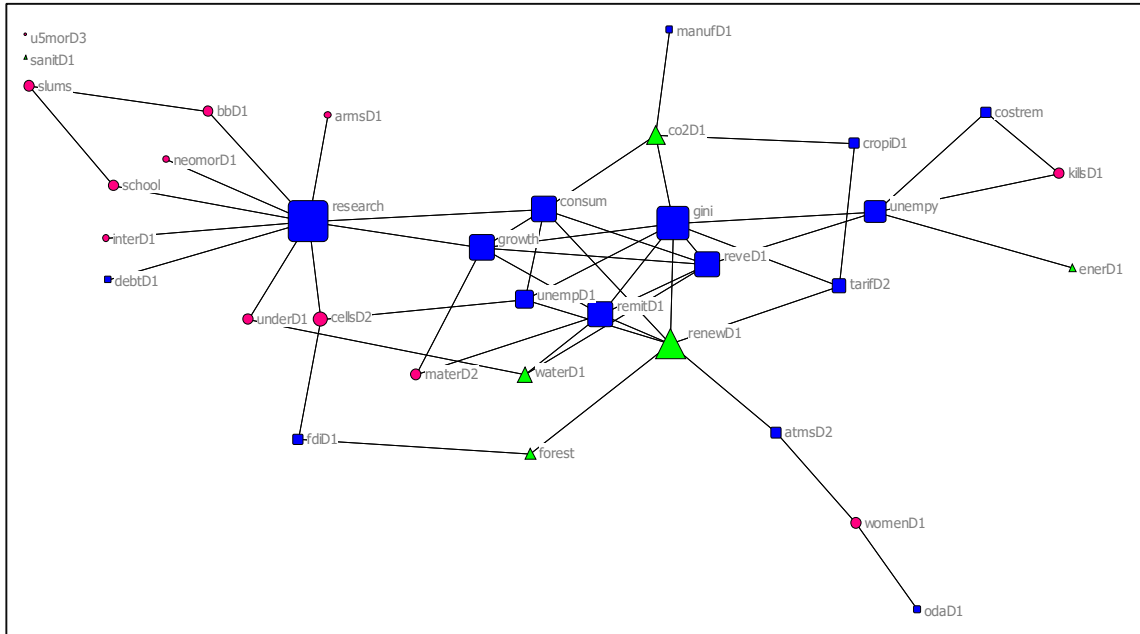 manufD1
u5morD3
sanitD1
slums
bbD1
armsD1
costrem
co2D1
cropiD1
neomorD1
killsD1
school
research
consum
gini
unempy
interD1
growth
reveD1
enerD1
debtD1
tarifD2
unempD1
remitD1
underD1
cellsD2
renewD1
materD2
waterD1
atmsD2
fdiD1
forest
womenD1
odaD1